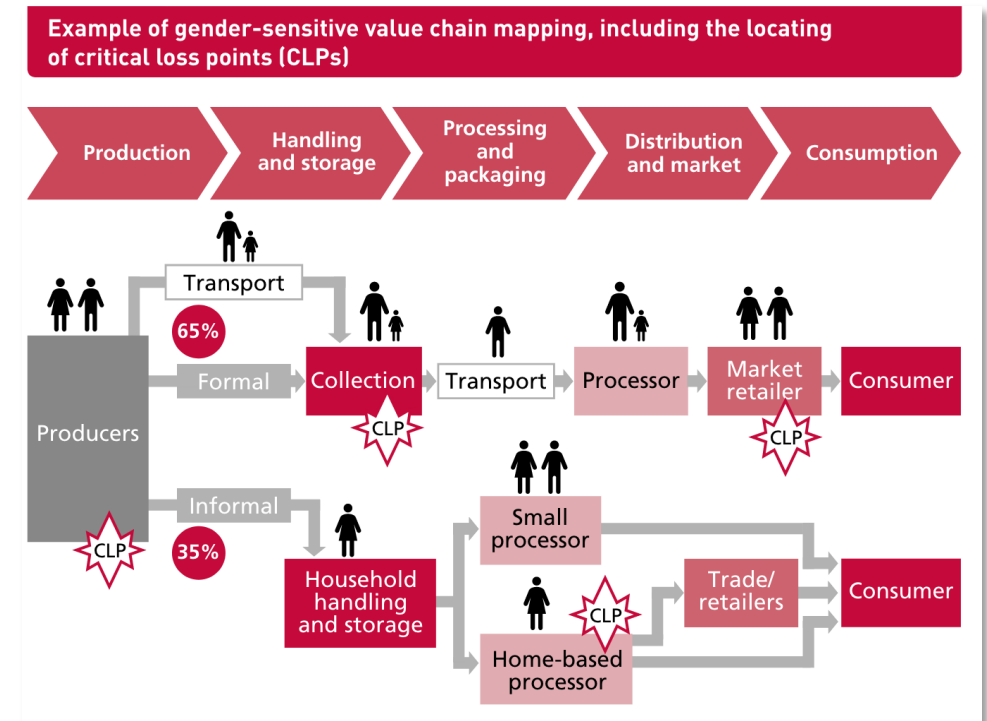 Example of gender-sensitive value chain mapping, including the locating
of critical loss points (CLPs)
Production
Handling
and storage
Processing
and
packaging
Distribution
and market
Consumption
Transport
65%
Formal
Collection
Transport
Processor
Market
retailer
Consumer
Producers
CLP
CLP
CLP
Informal
35%
Household
handling
and storage
Small
processor
CLP
Home-based
processor
Trade/
retailers
Consumer